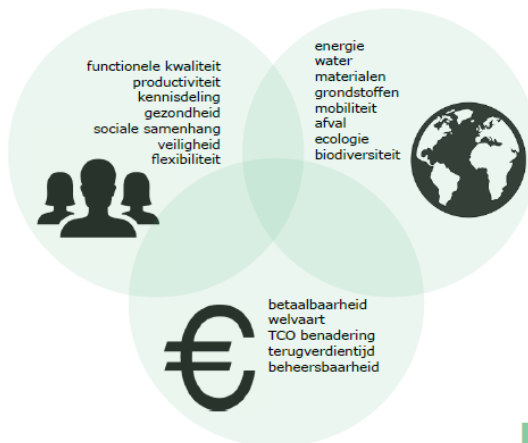 functionele kwaliteit
productiviteit
kennisdeling
gezondheid
sociale samenhang
veiligheid
flexibiliteit
energie
water
materialen
grondstoffen
mobiliteit
afval
ecologie
biodiversiteit
€
betaalbaarheid
welvaart
TCO benadering
terugverdientijd
beheersbaarheid